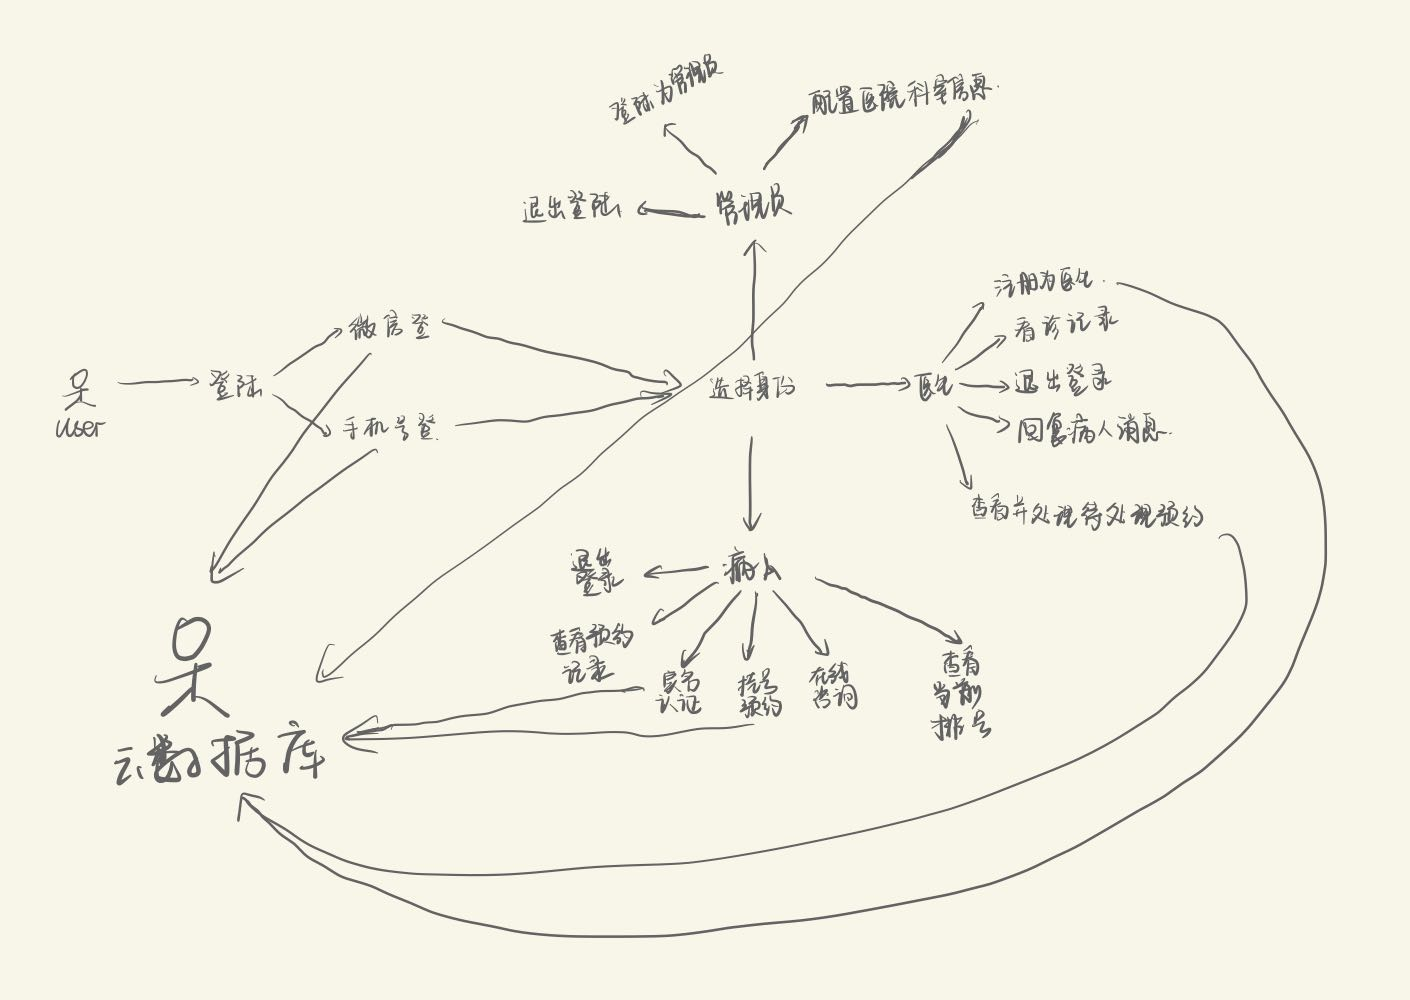 登陆为管理员
配置医院科室信息.
退出登陆
管理员
注册为医生.
看诊记录
微信登
user
登陆
选择身份
医生
退出登录
手机号登.
回复病人消息.
查看并处理待处理预约
退出
登录
病人
查看预约
记录
实名
认证
挂号
预约
在线
咨询
查看
当前
排号
云数据库